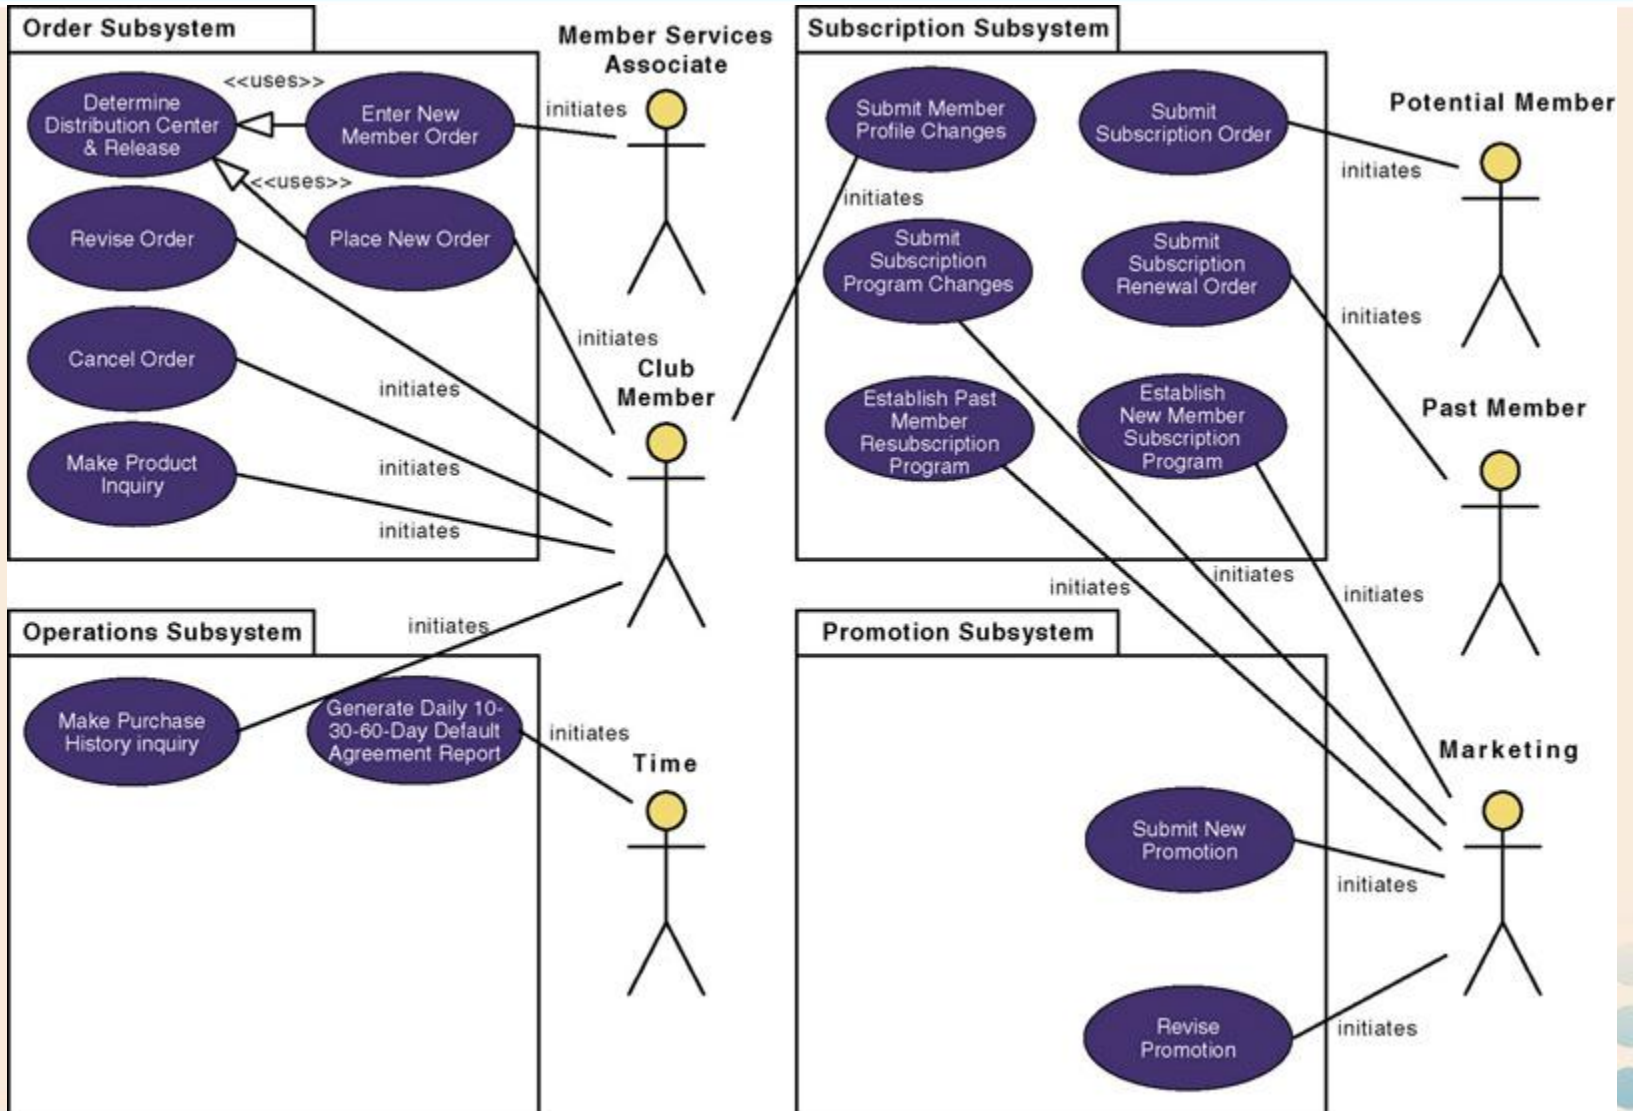 Order Subsystem
<<uses>>
Determine
Distribution Center
& Release
Enter New
Member Order
initiates
Member Services
Associate
<<uses>>
Revise Order
Place New Order
initiates
Cancel Order
initiates
Club
Member
Make Product
Inquiry
initiates
initiates
Subscription Subsystem
Submit Member
Profile Changes
Submit
Subscription Order
initiates
Potential Member
initiates
Submit
Subscription
Program Changes
Submit
Subscription
Renewal Order
initiates
Establish Past
Member
Resubscription
Program
Establish
New Member
Subscription
Program
Past Member
initiates
initiates
initiates
Operations Subsystem
initiates
Make Purchase
History inquiry
Generate Daily 10-
30-60-Day Default
Agreement Report
initiates
Time
Promotion Subsystem
Marketing
Submit New
Promotion
initiates
Revise
Promotion
initiates